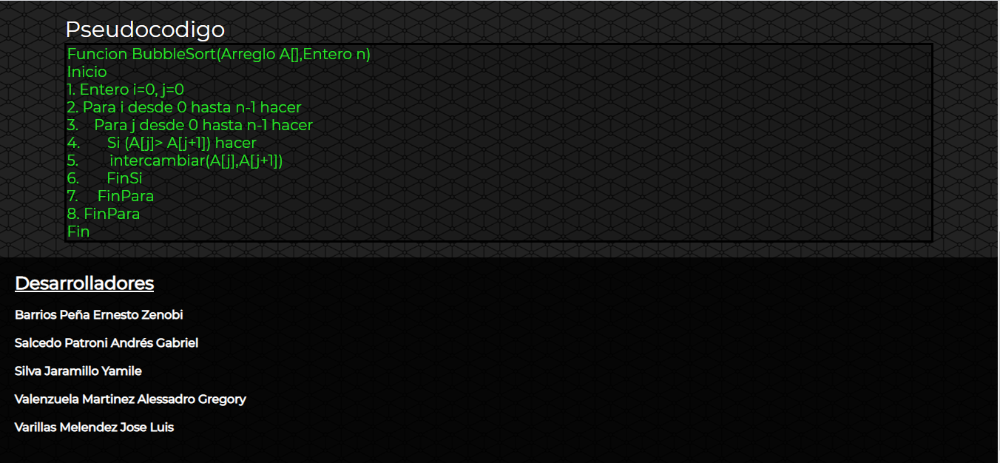 Pseudocodigo
Funcion BubbleSort(Arreglo A[],Entero n)
Inicio
1. Entero i=0, j=0
2. Para i desde 0 hasta n-1 hacer
3. Para j desde 0 hasta n-1 hacer
4. Si (A[j]> A[j+1]) hacer
5. intercambiar(A[j],A[j+1])
6. FinSi
7. FinPara
8. FinPara
Fin
Desarrolladores
Barrios Peña Ernesto Zenobi
Salcedo Patroni Andrés Gabriel
Silva Jaramillo Yamile
Valenzuela Martinez Alessadro Gregory
Varillas Melendez Jose Luis